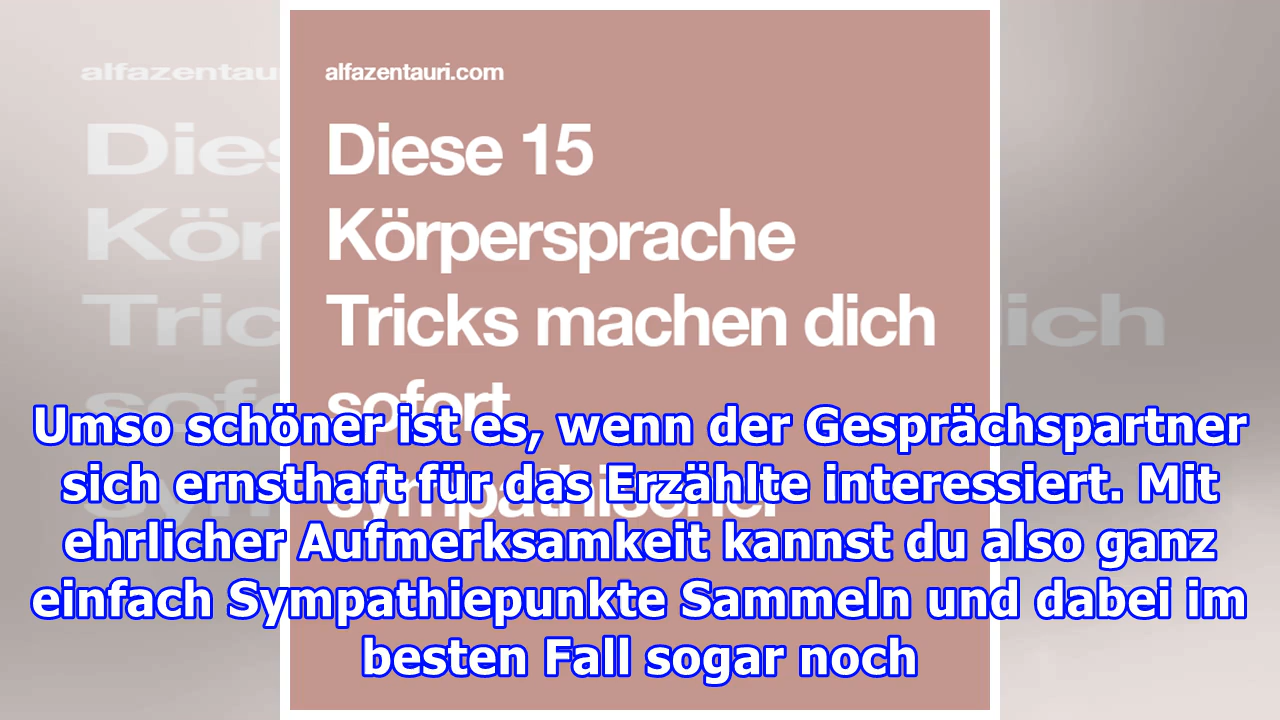 alfazentauri.com
Diese 15
Körpersprache
Tricks machen dich
sofort
sympathischer
Umso schöner ist es, wenn der Gesprächspartner
sich ernsthaft für das Erzählte interessiert. Mit
ehrlicher Aufmerksamkeit kannst du also ganz
einfach Sympathiepunkte Sammeln und dabei im
besten Fall sogar noch